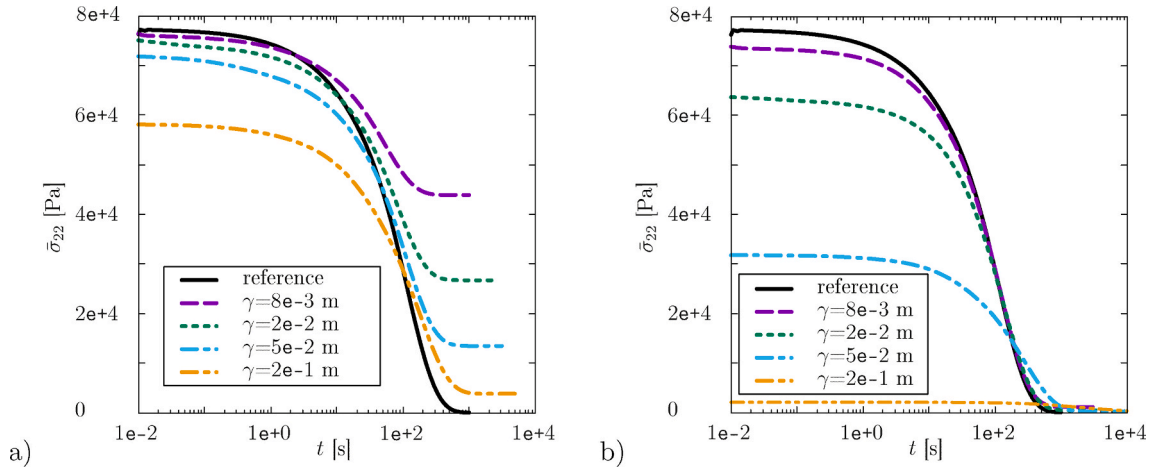 8e+4
6e+4
4e+4
2e+4
0
σ̄₂₂ [Pa]
reference
γ=8e-3 m
γ=2e-2 m
γ=5e-2 m
γ=2e-1 m
1e-2 1e+0 1e+2 1e+4
t [s]
a)
8e+4
6e+4
4e+4
2e+4
0
σ̄₂₂ [Pa]
reference
γ=8e-3 m
γ=2e-2 m
γ=5e-2 m
γ=2e-1 m
1e-2 1e+0 1e+2 1e+4
t [s]
b)